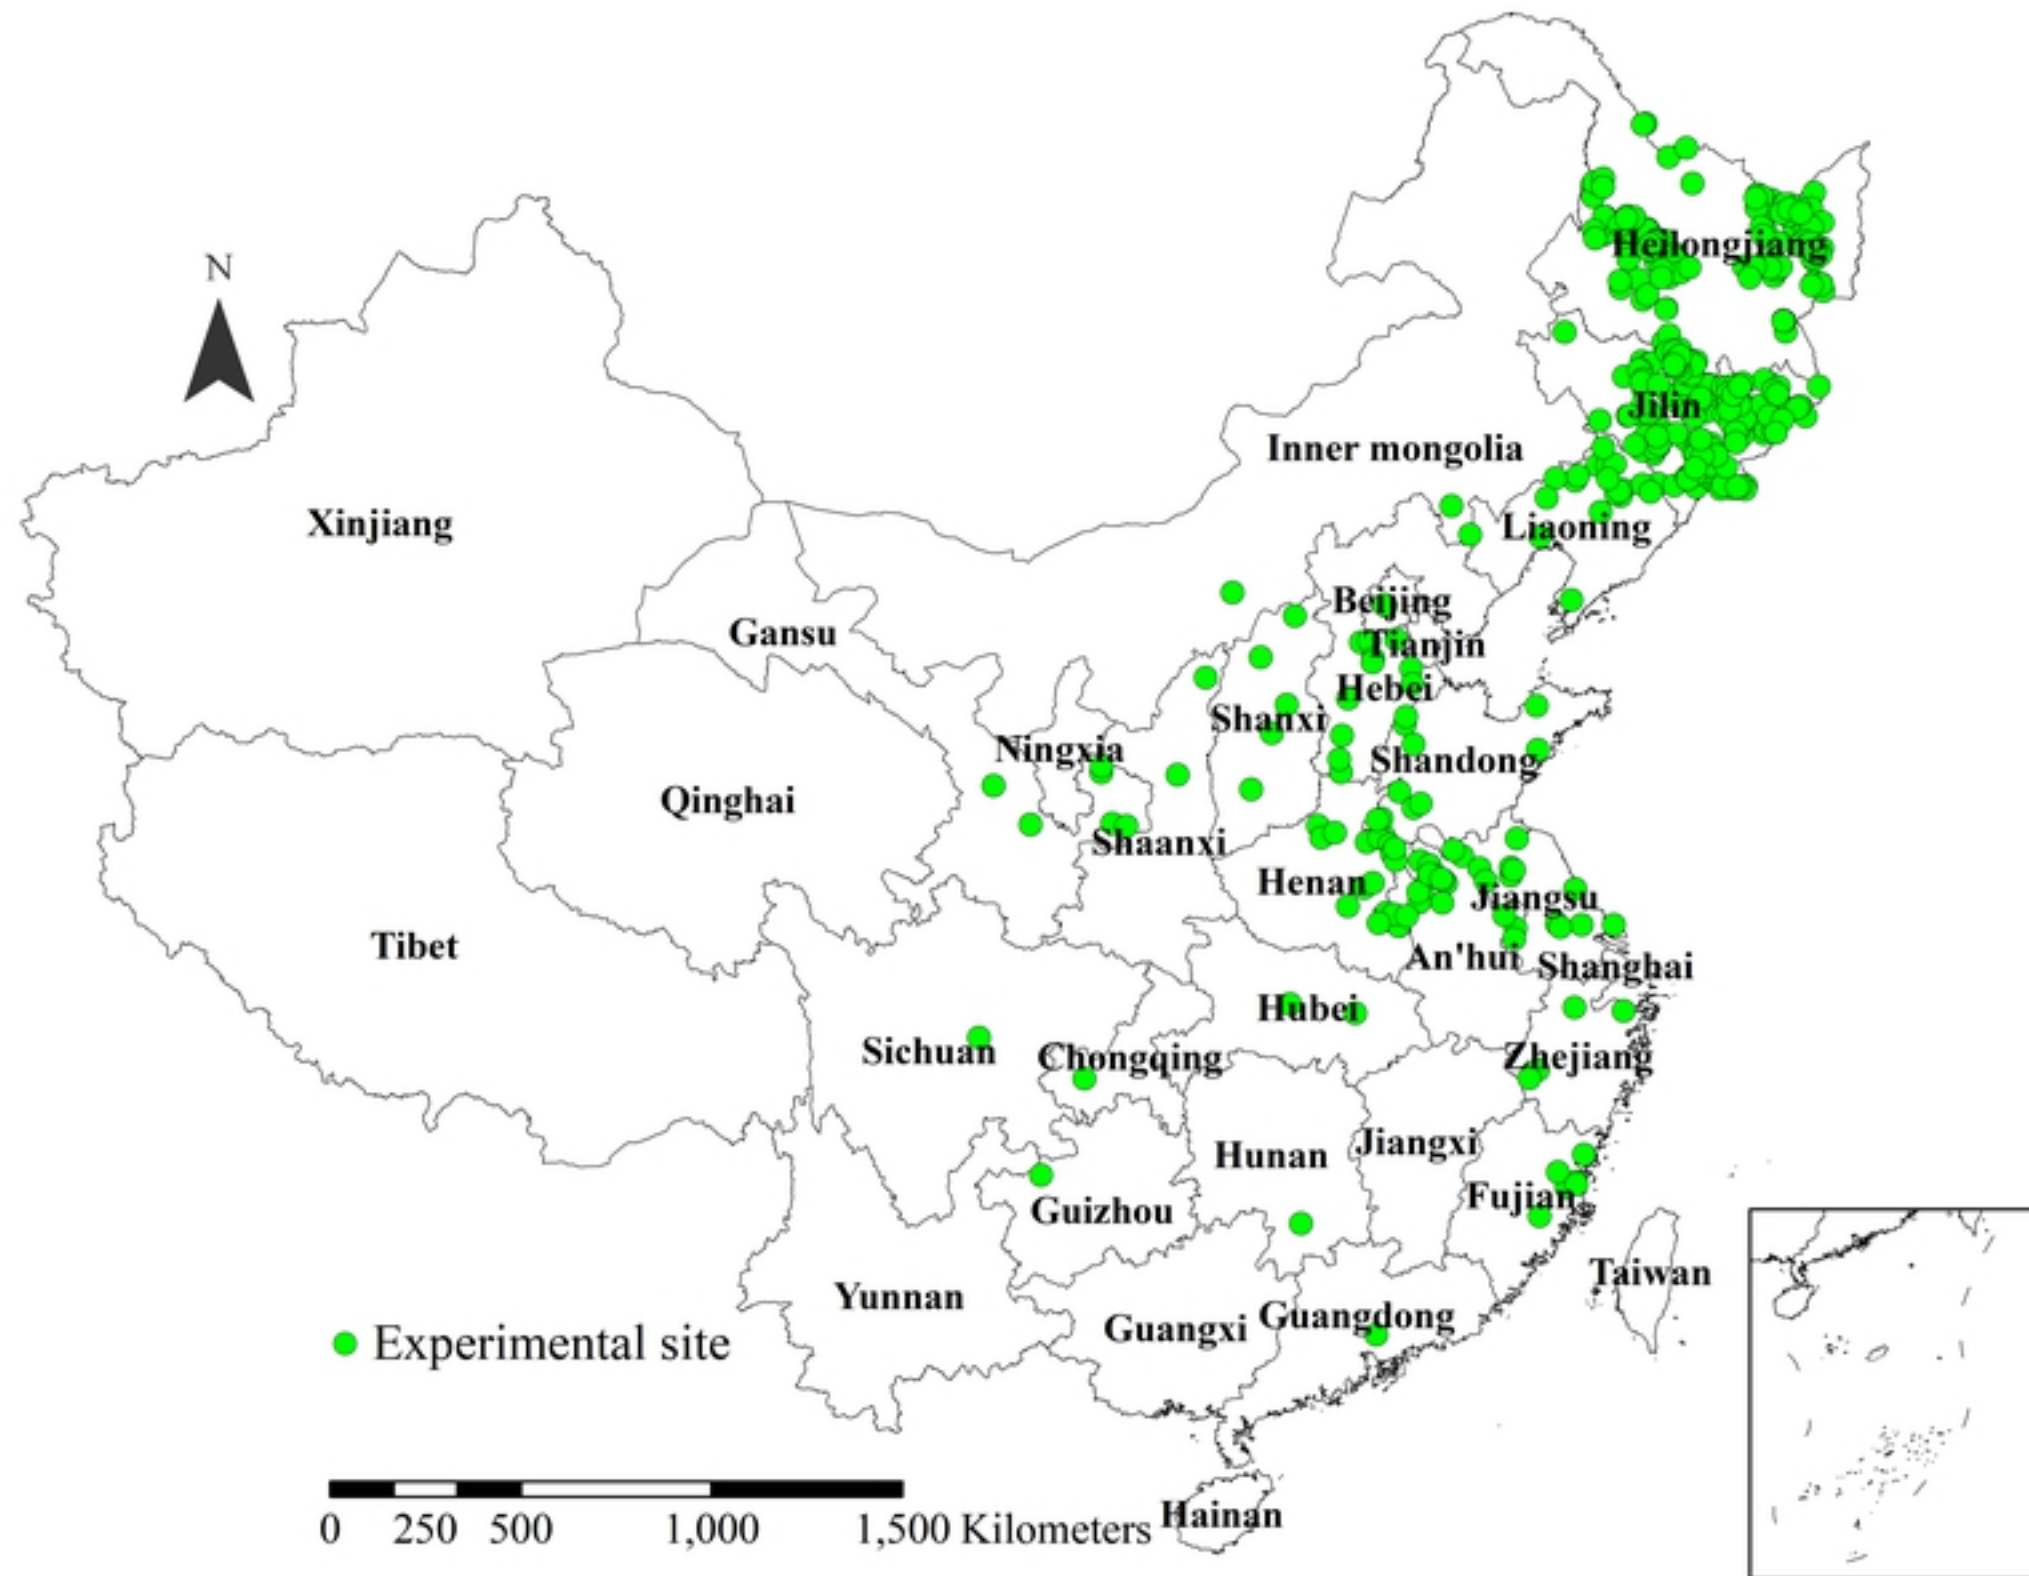 N
Heilongjiang
Jilin
Inner mongolia
Xinjiang
Liaoning
Beijing
Gansu
Tianjin
Hebei
Shanxi
Ningxia
Shandong
Qinghai
Shaanxi
Henan
Jiangsu
Tibet
An'hui
Shanghai
Hubei
Sichuan
Chongqing
Zhejiang
Hunan
Jiangxi
Fujian
Guizhou
Taiwan
Yunnan
Guangxi
Guangdong
Experimental site
Hainan
0 250 500 1,000 1,500 Kilometers